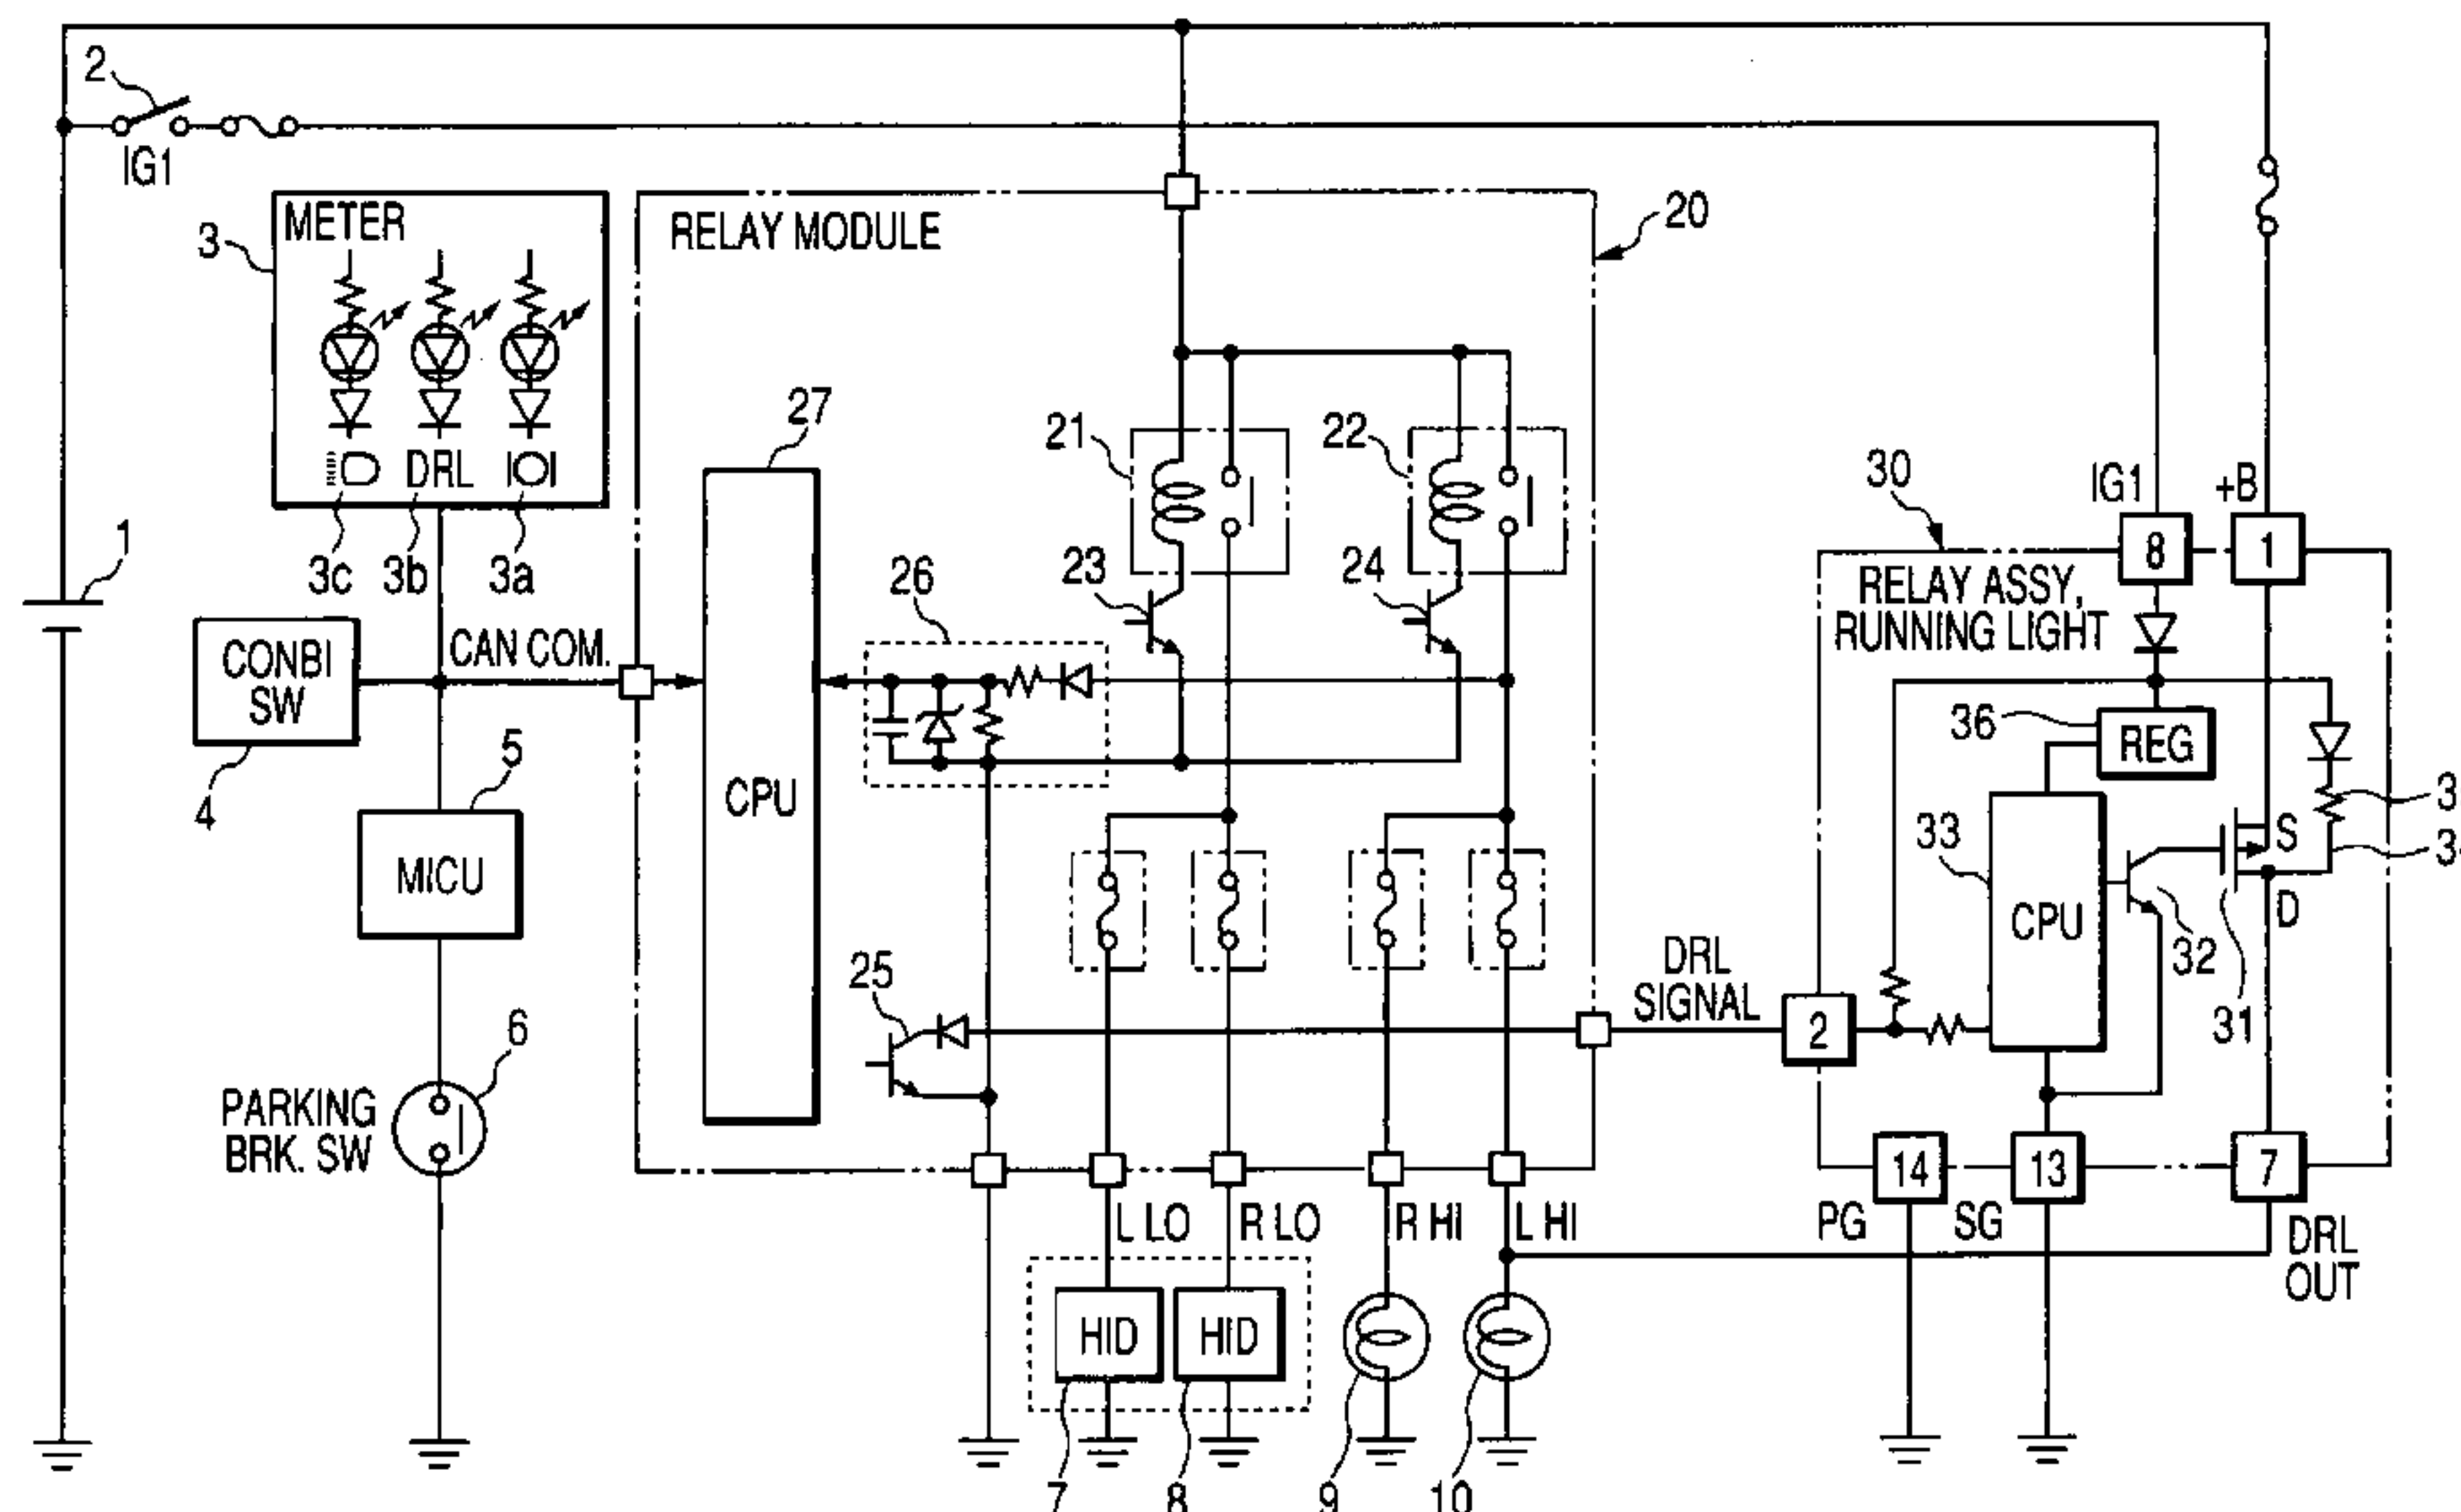 2
IG1
METER
3
DRL
3c
3b
3a
RELAY MODULE
20
1
CONBI
SW
4
CAN COM.
5
MICU
6
PARKING
BRK. SW
27
CPU
26
21
22
23
24
25
L LO
R LO
R HI
L HI
HID
HID
7
8
9
10
DRL
SIGNAL
30
IG1
+B
8
1
RELAY ASSY,
RUNNING LIGHT
36
REG
33
CPU
32
31
S
D
3
3
2
14
13
7
PG
SG
DRL
OUT